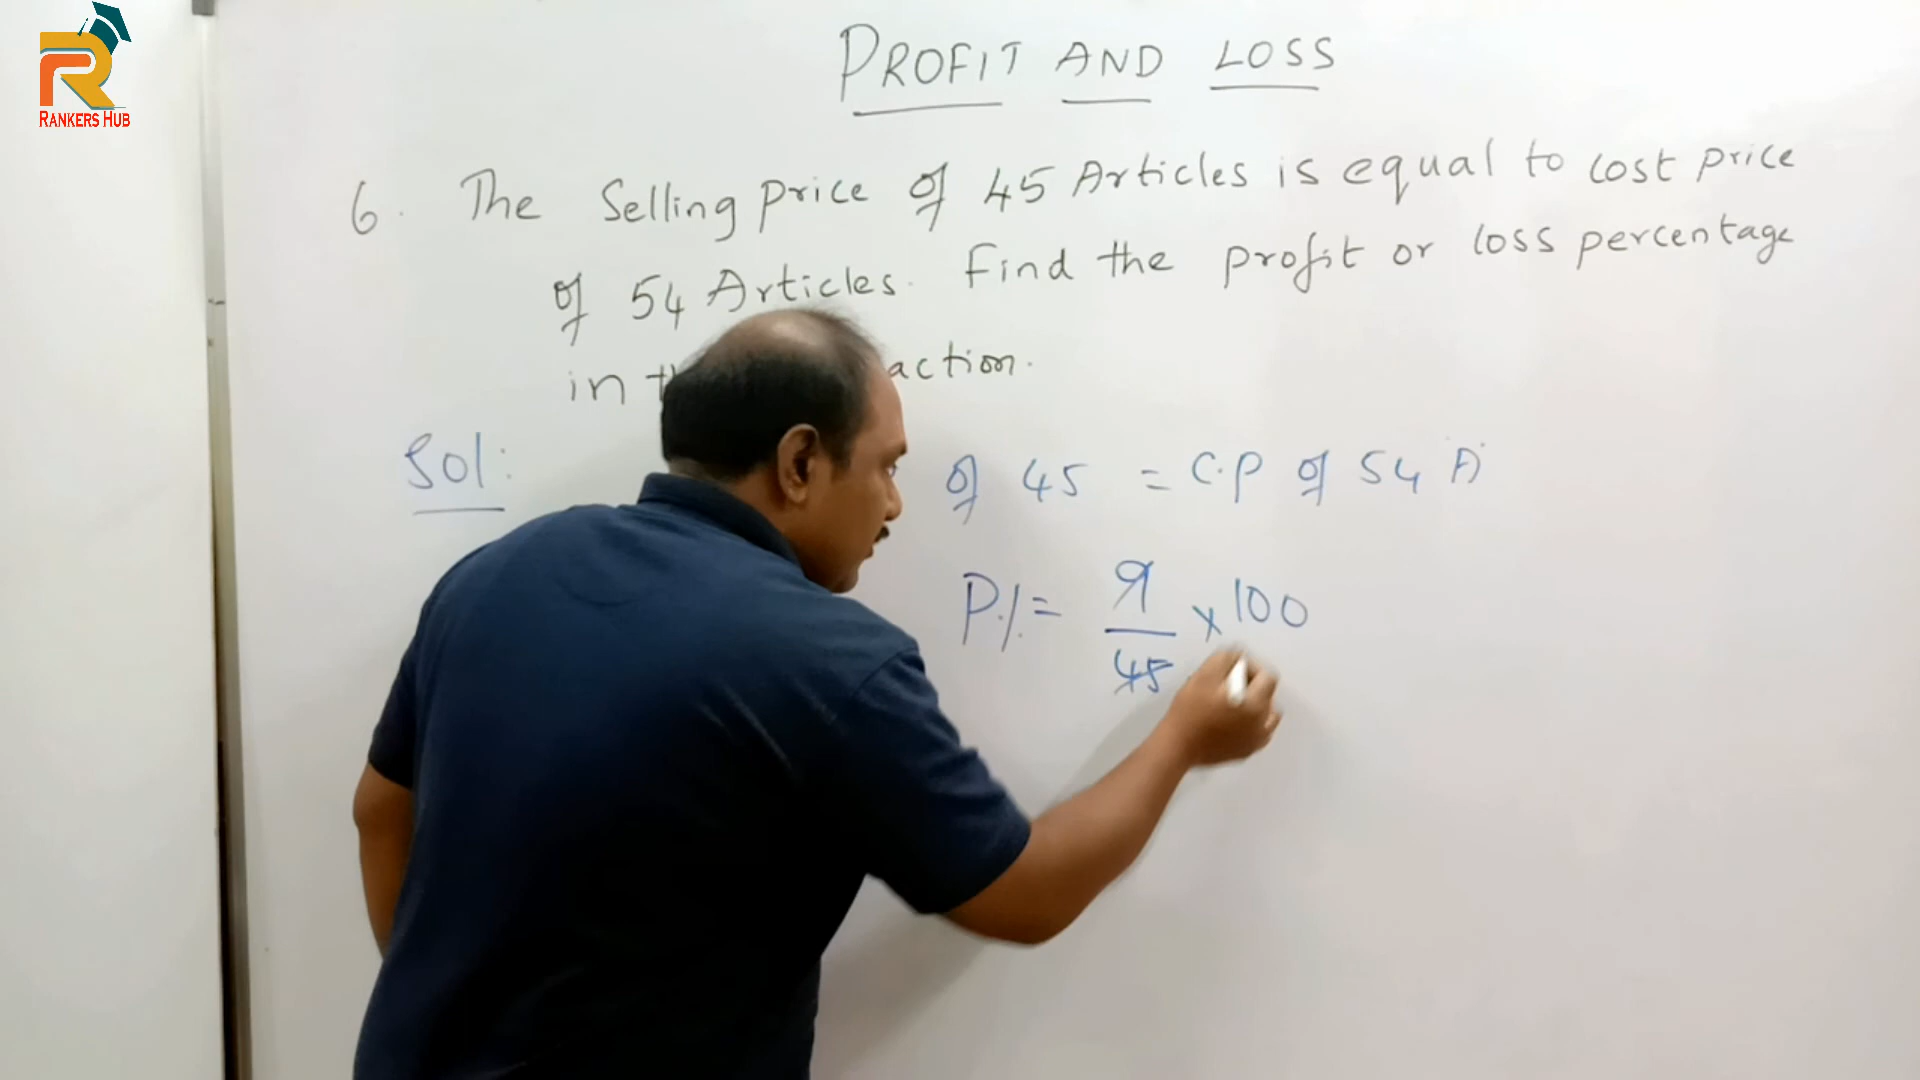 RANKERS HUB
PROFIT AND LOSS
6. The Selling price of 45 Articles is equal to cost price
of 54 Articles. Find the profit or loss percentage
in action.
Sol:
of 45 = C.P of 54 A
P.% = 9/45 x 100